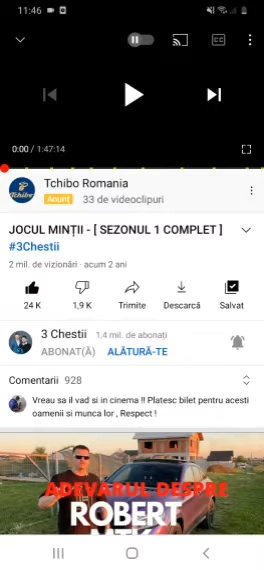 11:46
CC
0:00 / 1:47:14
Tchibo
Tchibo Romania
Anunț 33 de videoclipuri
JOCUL MINȚII - [ SEZONUL 1 COMPLET ]
#3Chestii
2 mil. de vizionări · acum 2 ani
24 K 1,9 K Trimite Descarcă Salvat
3 Chestii 1,4 mil. de abonați
ABONAT(Ă) ALĂTURĂ-TE
Comentarii 928
Vreau sa il vad si in cinema !! Platesc bilet pentru acesti
oamenii si munca lor , Respect !
ADEVARUL DESPRE
ROBERT